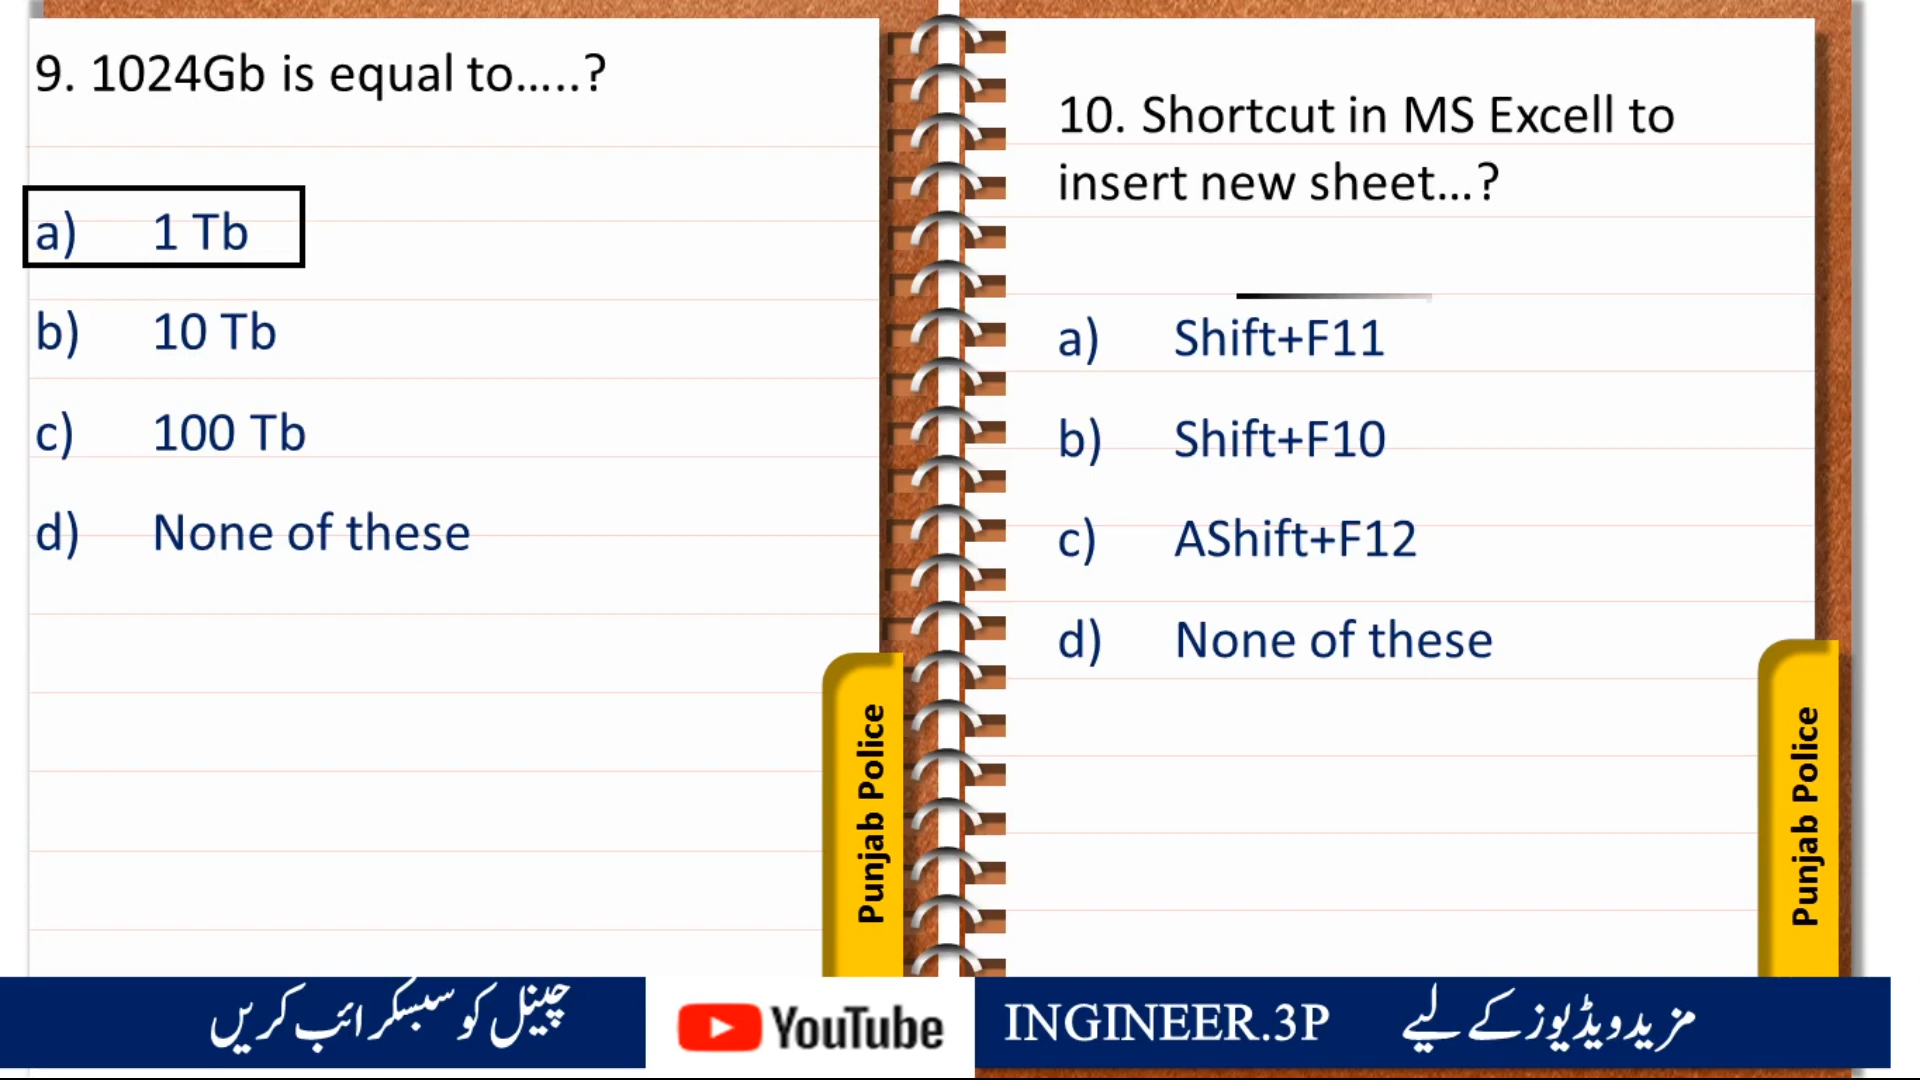 9. 1024Gb is equal to.....?
a) 1 Tb
b) 10 Tb
c) 100 Tb
d) None of these
Punjab Police
10. Shortcut in MS Excell to
insert new sheet...?
a) Shift+F11
b) Shift+F10
c) AShift+F12
d) None of these
Punjab Police
چینل کو سبسکرائب کریں
YouTube
INGINEER.3P
مزید ویڈیوز کے لیے